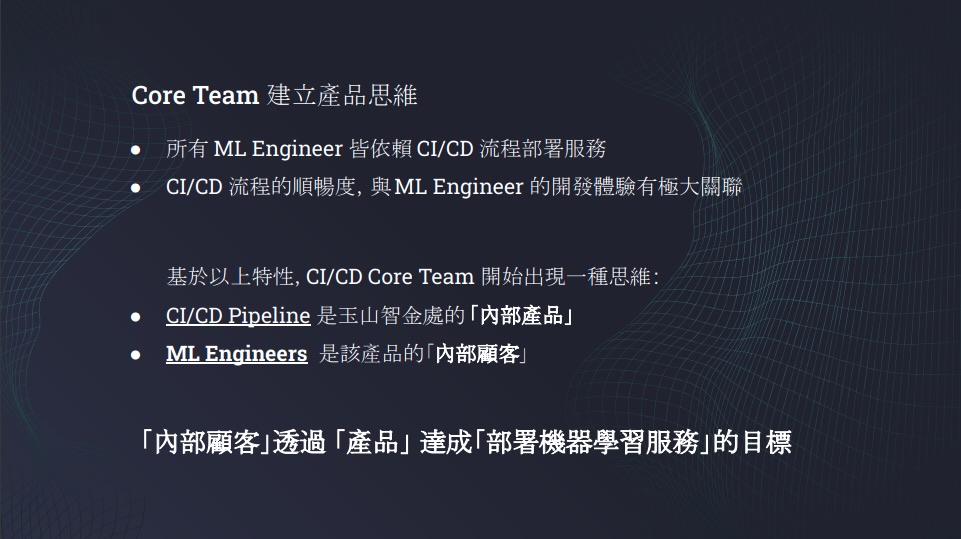 Core Team 建立產品思維
● 所有 ML Engineer 皆依賴 CI/CD 流程部署服務
● CI/CD 流程的順暢度, 與 ML Engineer 的開發體驗有極大關聯
基於以上特性, CI/CD Core Team 開始出現一種思維:
● CI/CD Pipeline 是玉山智金處的「內部產品」
● ML Engineers 是該產品的「內部顧客」
「內部顧客」透過「產品」達成「部署機器學習服務」的目標